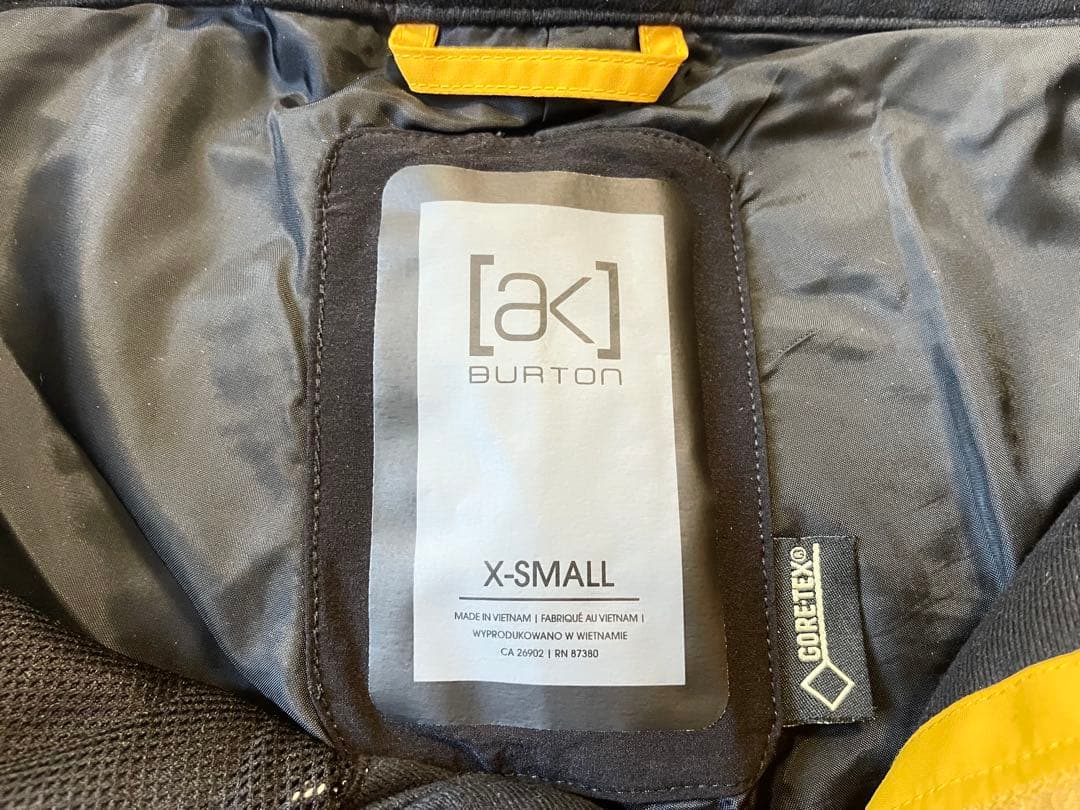 [ak]
BURTON
X-SMALL
MADE IN VIETNAM | FABRIQUÉ AU VIETNAM |
WYPRODUKOWANO W WIETNAMIE
CA 26902 | RN 87380
GORE-TEX®